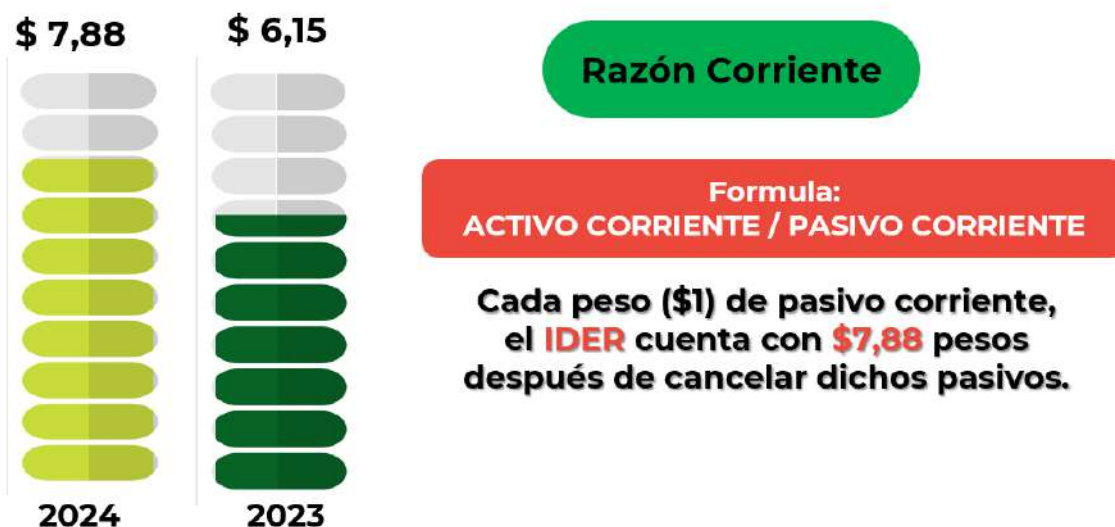 $ 7,88
$ 6,15
2024
2023
Razón Corriente
Formula:
ACTIVO CORRIENTE / PASIVO CORRIENTE
Cada peso ($1) de pasivo corriente,
el IDER cuenta con $7,88 pesos
después de cancelar dichos pasivos.